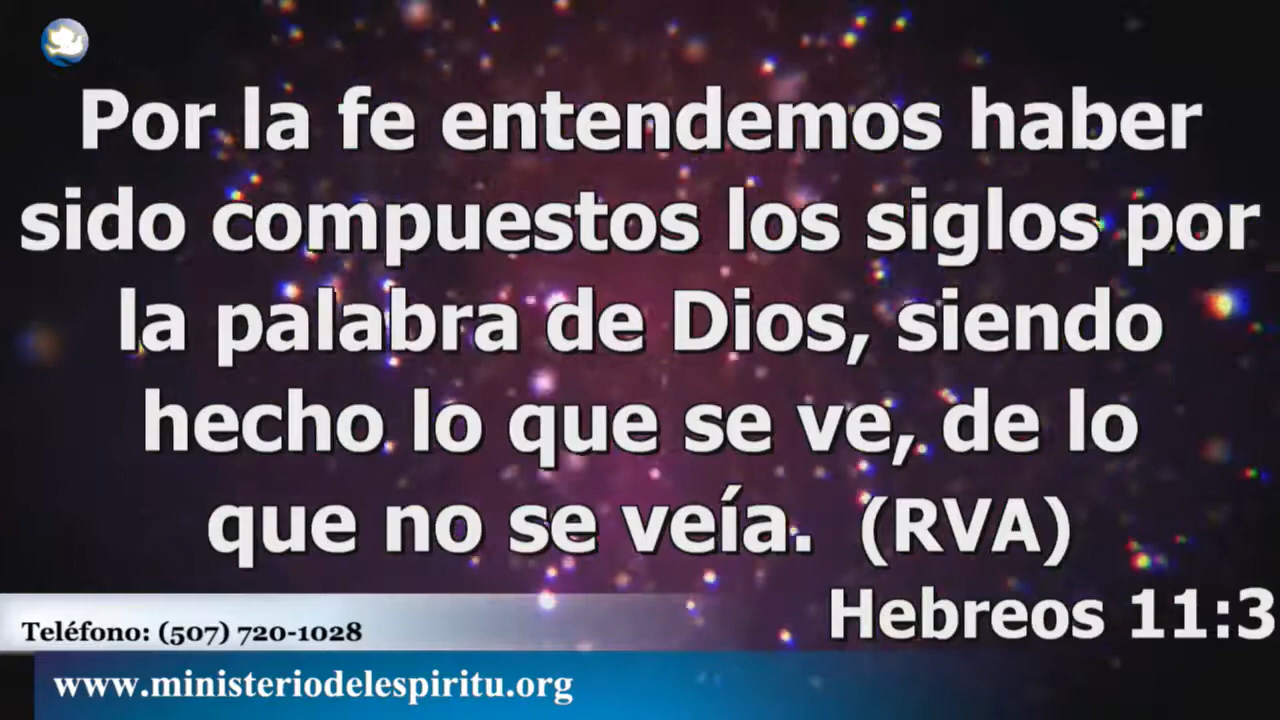 Por la fe entendemos haber
sido compuestos los siglos por
la palabra de Dios, siendo
hecho lo que se ve, de lo
que no se veía. (RVA)
Hebreos 11:3
Teléfono: (507) 720-1028
www.ministeriodelespiritu.org